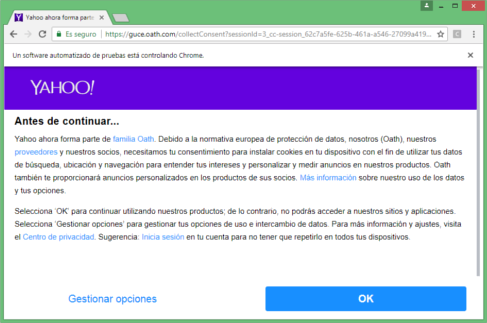 Yahoo ahora forma parte
Es seguro | https://guce.oath.com/collectConsent?sessionId=3_cc-session_62c7a5fe-625b-461a-a546-27099a419...
Un software automatizado de pruebas está controlando Chrome.
YAHOO!
Antes de continuar...
Yahoo ahora forma parte de familia Oath. Debido a la normativa europea de protección de datos, nosotros (Oath), nuestros
proveedores y nuestros socios, necesitamos tu consentimiento para instalar cookies en tu dispositivo con el fin de utilizar tus datos
de búsqueda, ubicación y navegación para entender tus intereses y personalizar y medir anuncios en nuestros productos. Oath
también te proporcionará anuncios personalizados en los productos de sus socios. Más información sobre nuestro uso de los datos
y tus opciones.
Selecciona 'OK' para continuar utilizando nuestros productos; de lo contrario, no podrás acceder a nuestros sitios y aplicaciones.
Selecciona 'Gestionar opciones' para gestionar tus opciones de uso e intercambio de datos. Para más información y ajustes, visita
el Centro de privacidad. Sugerencia: Inicia sesión en tu cuenta para no tener que repetirlo en todos tus dispositivos.
Gestionar opciones
OK